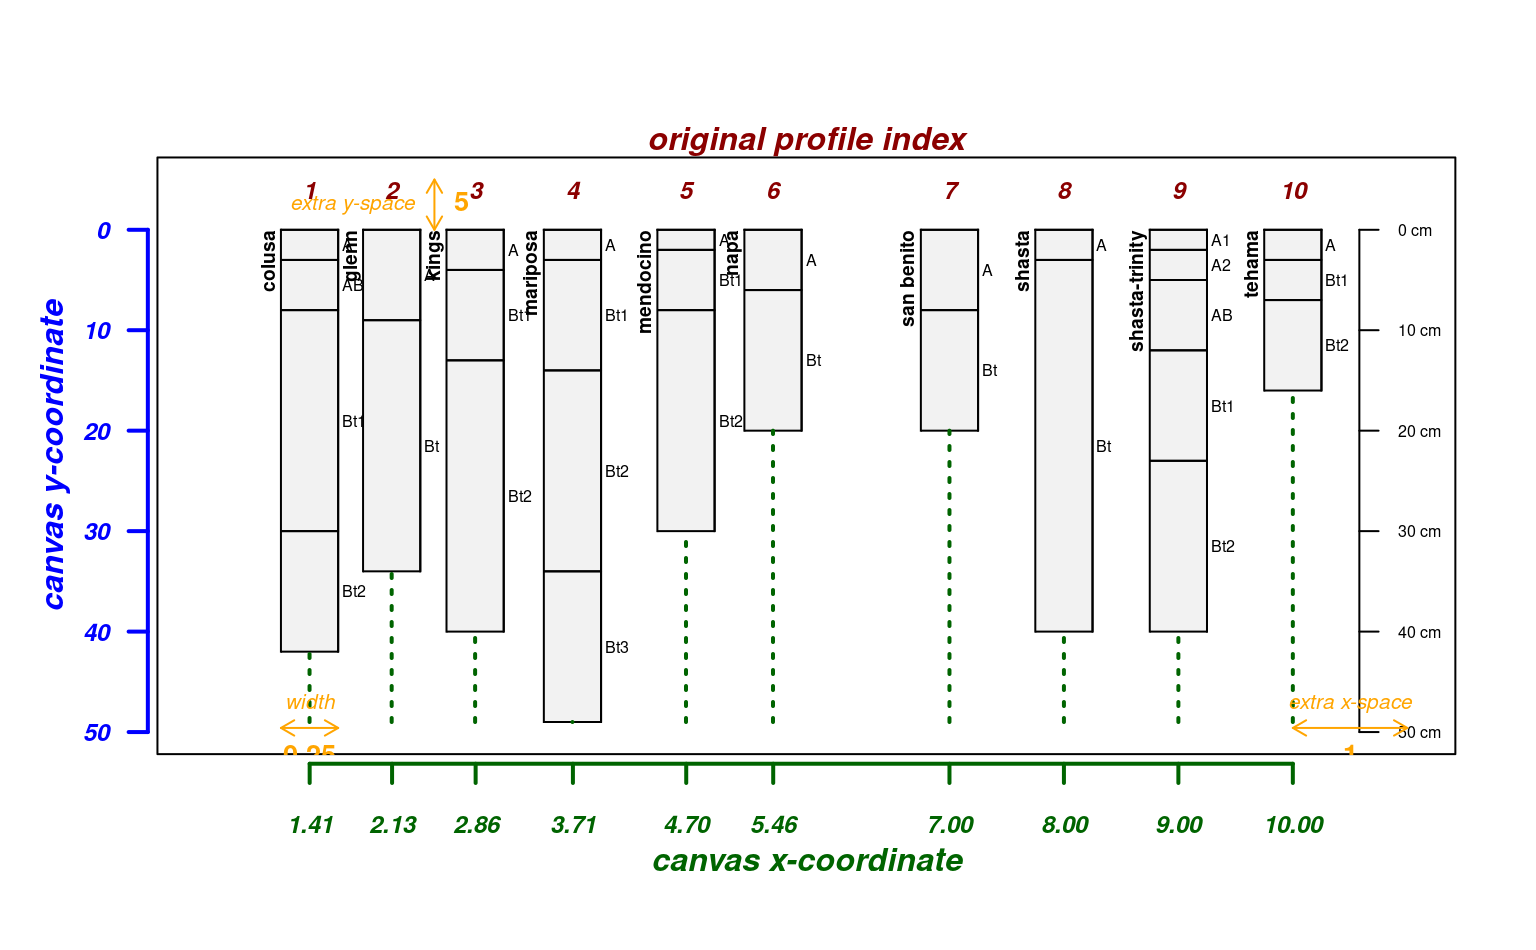 original profile index
1 2 3 4 5 6 7 8 9 10
extra y-space 5
canvas y-coordinate
0
10
20
30
40
50
colusa
A
AB
Bt1
Bt2
glenn
A
Bt
kings
A
Bt1
Bt2
mariposa
A
Bt1
Bt2
Bt3
mendocino
A
Bt1
Bt2
napa
A
Bt
san benito
A
Bt
shasta
A
Bt
shasta-trinity
A1
A2
AB
Bt1
Bt2
tehama
A
Bt1
Bt2
0 cm
10 cm
20 cm
30 cm
40 cm
50 cm
width
0.25
extra x-space
1
1.41 2.13 2.86 3.71 4.70 5.46 7.00 8.00 9.00 10.00
canvas x-coordinate